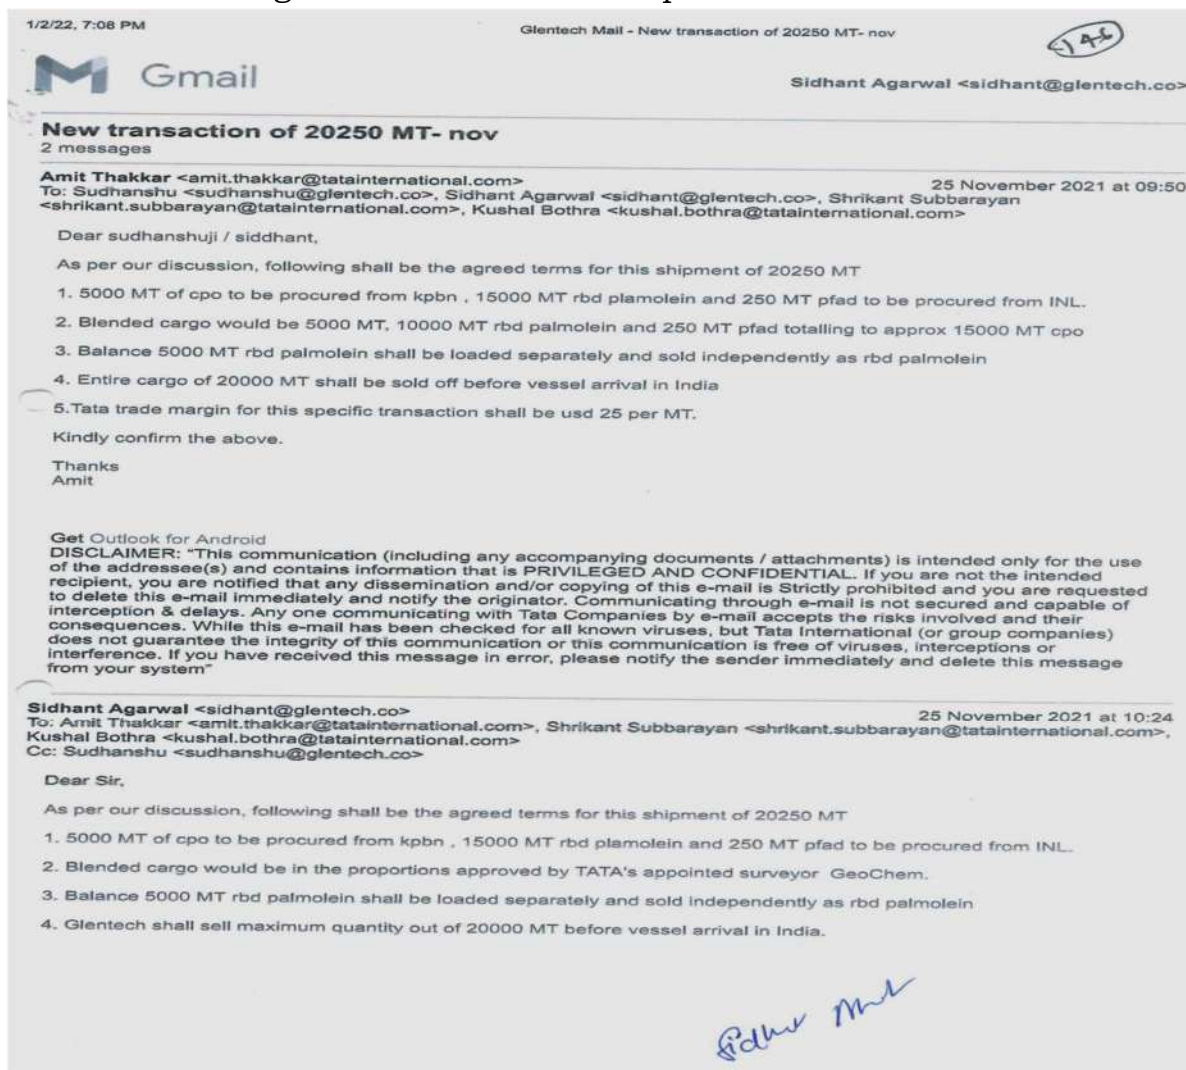 1/2/22, 7:08 PM
Glentech Mail - New transaction of 20250 MT- nov
Gmail
Sidhant Agarwal <sidhant@glentech.co>
New transaction of 20250 MT- nov
2 messages
Amit Thakkar <amit.thakkar@tatainternational.com>
25 November 2021 at 09:50
To: Sudhanshu <sudhanshu@glentech.co>, Sidhant Agarwal <sidhant@glentech.co>, Shrikant Subbarayan
<shrikant.subbarayan@tatainternational.com>, Kushal Bothra <kushal.bothra@tatainternational.com>
Dear sudhanshuji / siddhant,
As per our discussion, following shall be the agreed terms for this shipment of 20250 MT
1. 5000 MT of cpo to be procured from kpbn , 15000 MT rbd plamolein and 250 MT pfad to be procured from INL.
2. Blended cargo would be 5000 MT, 10000 MT rbd palmolein and 250 MT pfad totalling to approx 15000 MT cpo
3. Balance 5000 MT rbd palmolein shall be loaded separately and sold independently as rbd palmolein
4. Entire cargo of 20000 MT shall be sold off before vessel arrival in India
5.Tata trade margin for this specific transaction shall be usd 25 per MT.
Kindly confirm the above.
Thanks
Amit
Get Outlook for Android
DISCLAIMER: "This communication (including any accompanying documents / attachments) is intended only for the use
of the addressee(s) and contains information that is PRIVILEGED AND CONFIDENTIAL. If you are not the intended
recipient, you are notified that any dissemination and/or copying of this e-mail is Strictly prohibited and you are requested
to delete this e-mail immediately and notify the originator. Communicating through e-mail is not secured and capable of
interception & delays. Any one communicating with Tata Companies by e-mail accepts the risks involved and their
consequences. While this e-mail has been checked for all known viruses, but Tata International (or group companies)
does not guarantee the integrity of this communication or this communication is free of viruses, interceptions or
interference. If you have received this message in error, please notify the sender immediately and delete this message
from your system"
Sidhant Agarwal <sidhant@glentech.co>
25 November 2021 at 10:24
To: Amit Thakkar <amit.thakkar@tatainternational.com>, Shrikant Subbarayan <shrikant.subbarayan@tatainternational.com>,
Kushal Bothra <kushal.bothra@tatainternational.com>
Cc: Sudhanshu <sudhanshu@glentech.co>
Dear Sir,
As per our discussion, following shall be the agreed terms for this shipment of 20250 MT
1. 5000 MT of cpo to be procured from kpbn , 15000 MT rbd plamolein and 250 MT pfad to be procured from INL.
2. Blended cargo would be in the proportions approved by TATA's appointed surveyor GeoChem.
3. Balance 5000 MT rbd palmolein shall be loaded separately and sold independently as rbd palmolein
4. Glentech shall sell maximum quantity out of 20000 MT before vessel arrival in India.